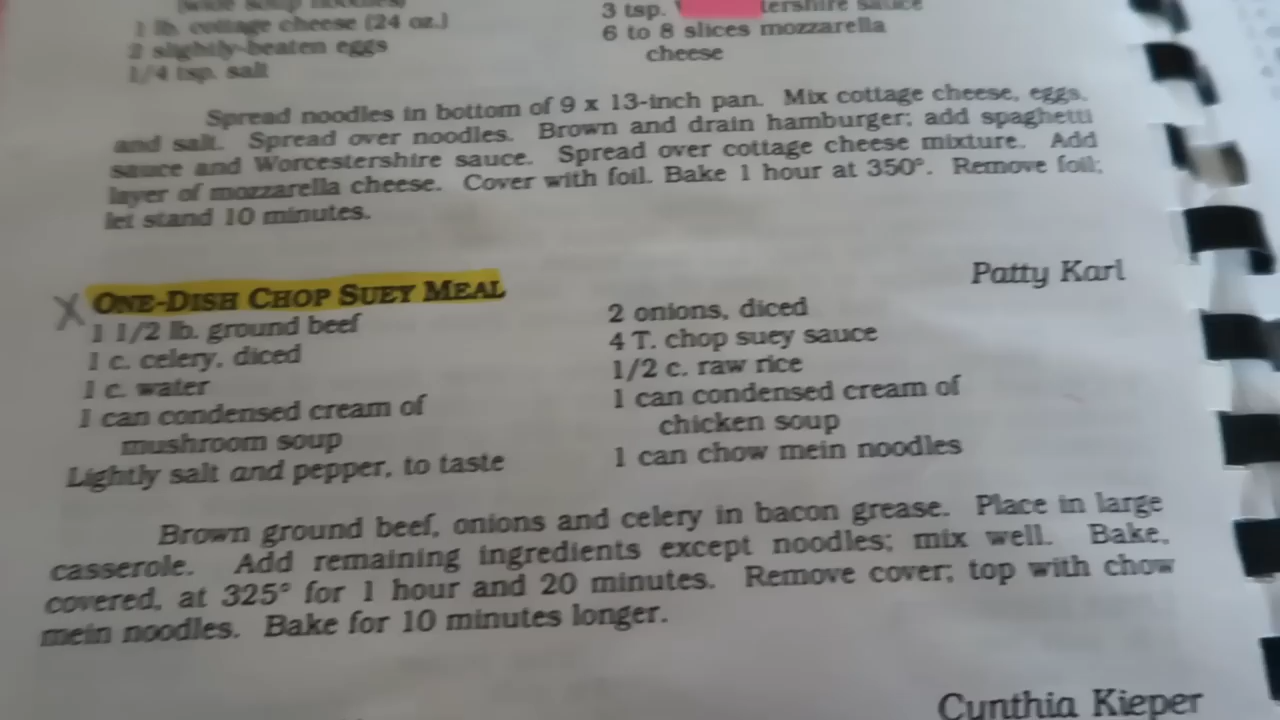 1 lb. cottage cheese (24 oz.)
2 slightly-beaten eggs
1/4 tsp. salt
3 tsp. tershire sauce
6 to 8 slices mozzarella
cheese
Spread noodles in bottom of 9 x 13-inch pan. Mix cottage cheese, eggs,
and salt. Spread over noodles. Brown and drain hamburger; add spaghetti
sauce and Worcestershire sauce. Spread over cottage cheese mixture. Add
layer of mozzarella cheese. Cover with foil. Bake 1 hour at 350°. Remove foil;
let stand 10 minutes.
Patty Karl
X ONE-DISH CHOP SUEY MEAL
1 1/2 lb. ground beef
1 c. celery, diced
1 c. water
1 can condensed cream of
mushroom soup
Lightly salt and pepper, to taste
2 onions, diced
4 T. chop suey sauce
1/2 c. raw rice
1 can condensed cream of
chicken soup
1 can chow mein noodles
Brown ground beef, onions and celery in bacon grease. Place in large
casserole. Add remaining ingredients except noodles; mix well. Bake,
covered, at 325° for 1 hour and 20 minutes. Remove cover; top with chow
mein noodles. Bake for 10 minutes longer.
Cynthia Kieper